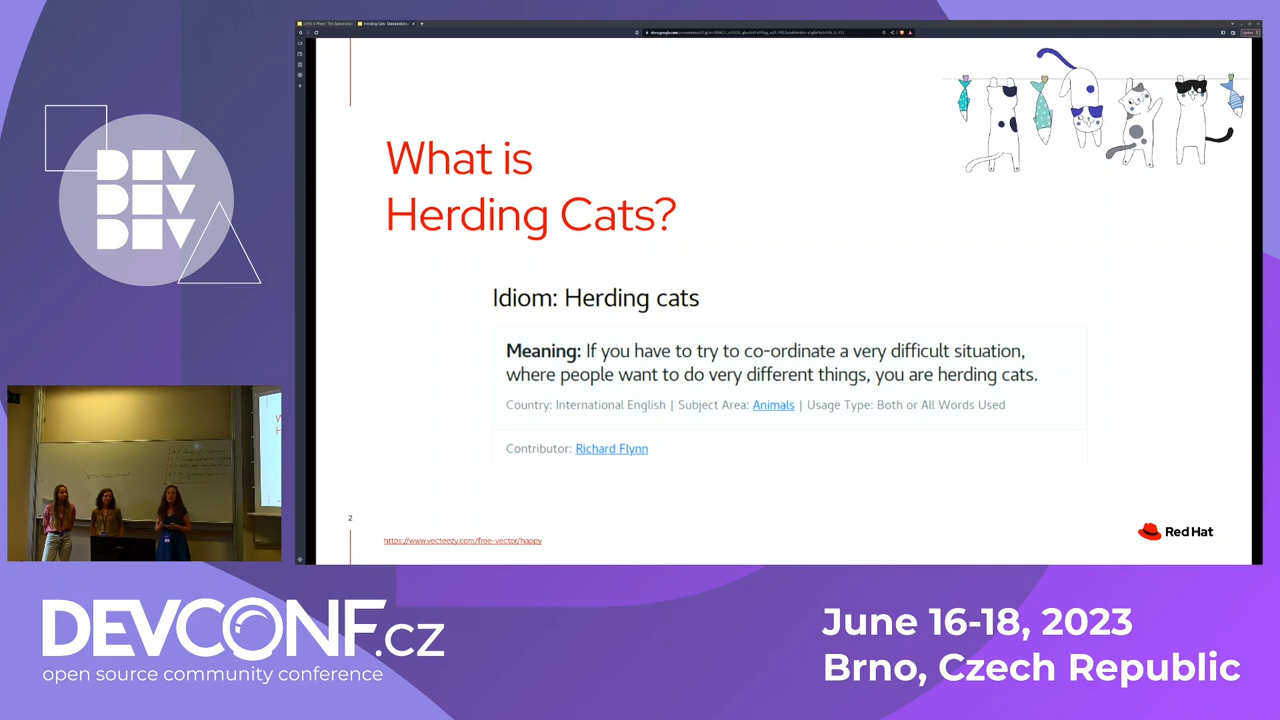 DEV
DEV
DEV
What is
Herding Cats?
Idiom: Herding cats
Meaning: If you have to try to co-ordinate a very difficult situation,
where people want to do very different things, you are herding cats.
Country: International English | Subject Area: Animals | Usage Type: Both or All Words Used
Contributor: Richard Flynn
2
https://www.vecteezy.com/free-vector/happy
Red Hat
DEVCONF.cz
open source community conference
June 16-18, 2023
Brno, Czech Republic